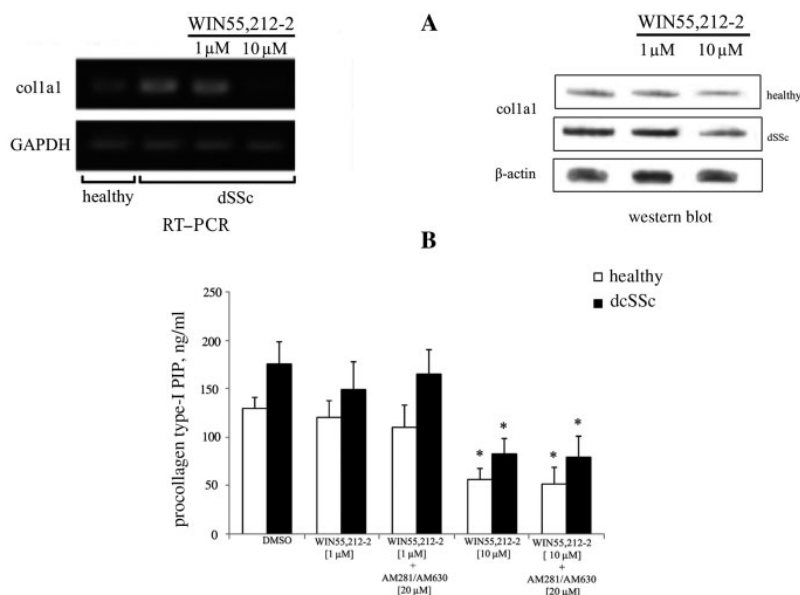 A
WIN55,212-2
1 µM 10 µM
col1a1
GAPDH
healthy dSSc
RT–PCR
WIN55,212-2
1 µM 10 µM
col1a1
healthy
dSSc
β-actin
western blot
B
healthy
dcSSc
procollagen type-I PIP, ng/ml
250
200
150
100
50
0
* * * *
DMSO
WIN55,212-2
[1 µM]
WIN55,212-2
[1 µM]
+
AM281/AM630
[20 µM]
WIN55,212-2
[10 µM]
WIN55,212-2
[ 10 µM]
+
AM281/AM630
[20 µM]